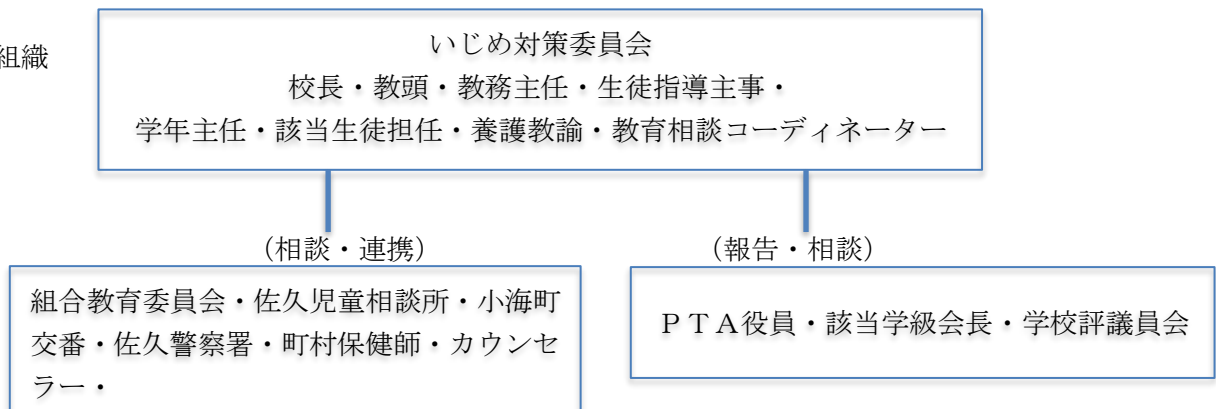 組織
いじめ対策委員会
校長・教頭・教務主任・生徒指導主事・
学年主任・該当生徒担任・養護教諭・教育相談コーディネーター
(相談・連携)
(報告・相談)
組合教育委員会・佐久児童相談所・小海町
交番・佐久警察署・町村保健師・カウンセ
ラー・
ＰＴＡ役員・該当学級会長・学校評議員会